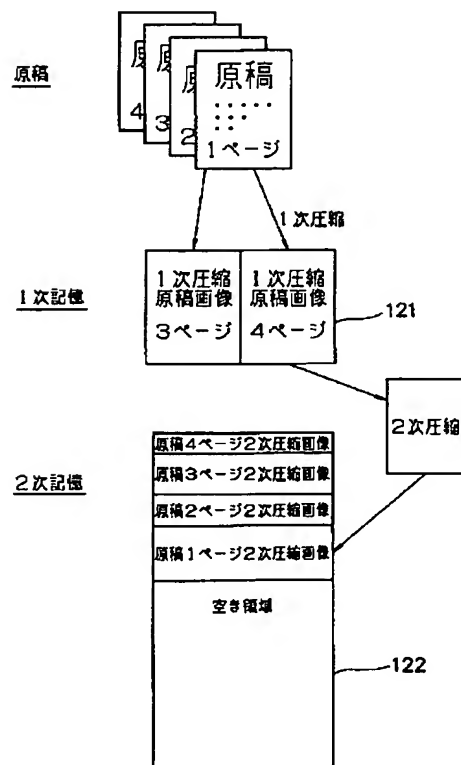 原稿
原
4
原
3
原
2
原稿
1ページ
1次圧縮
1次記憶
1次圧縮
原稿画像
3ページ
1次圧縮
原稿画像
4ページ
121
2次圧縮
2次記憶
原稿4ページ2次圧縮画像
原稿3ページ2次圧縮画像
原稿2ページ2次圧縮画像
原稿1ページ2次圧縮画像
空き領域
122